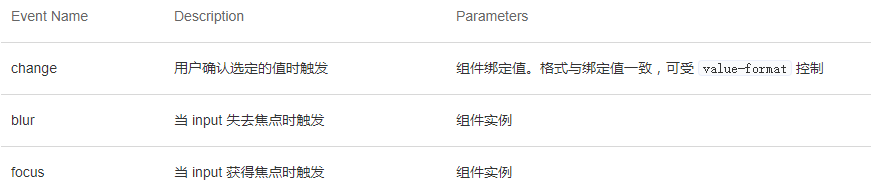 Event Name Description Parameters
change 用户确认选定的值时触发 组件绑定值。格式与绑定值一致，可受 value-format 控制
blur 当 input 失去焦点时触发 组件实例
focus 当 input 获得焦点时触发 组件实例